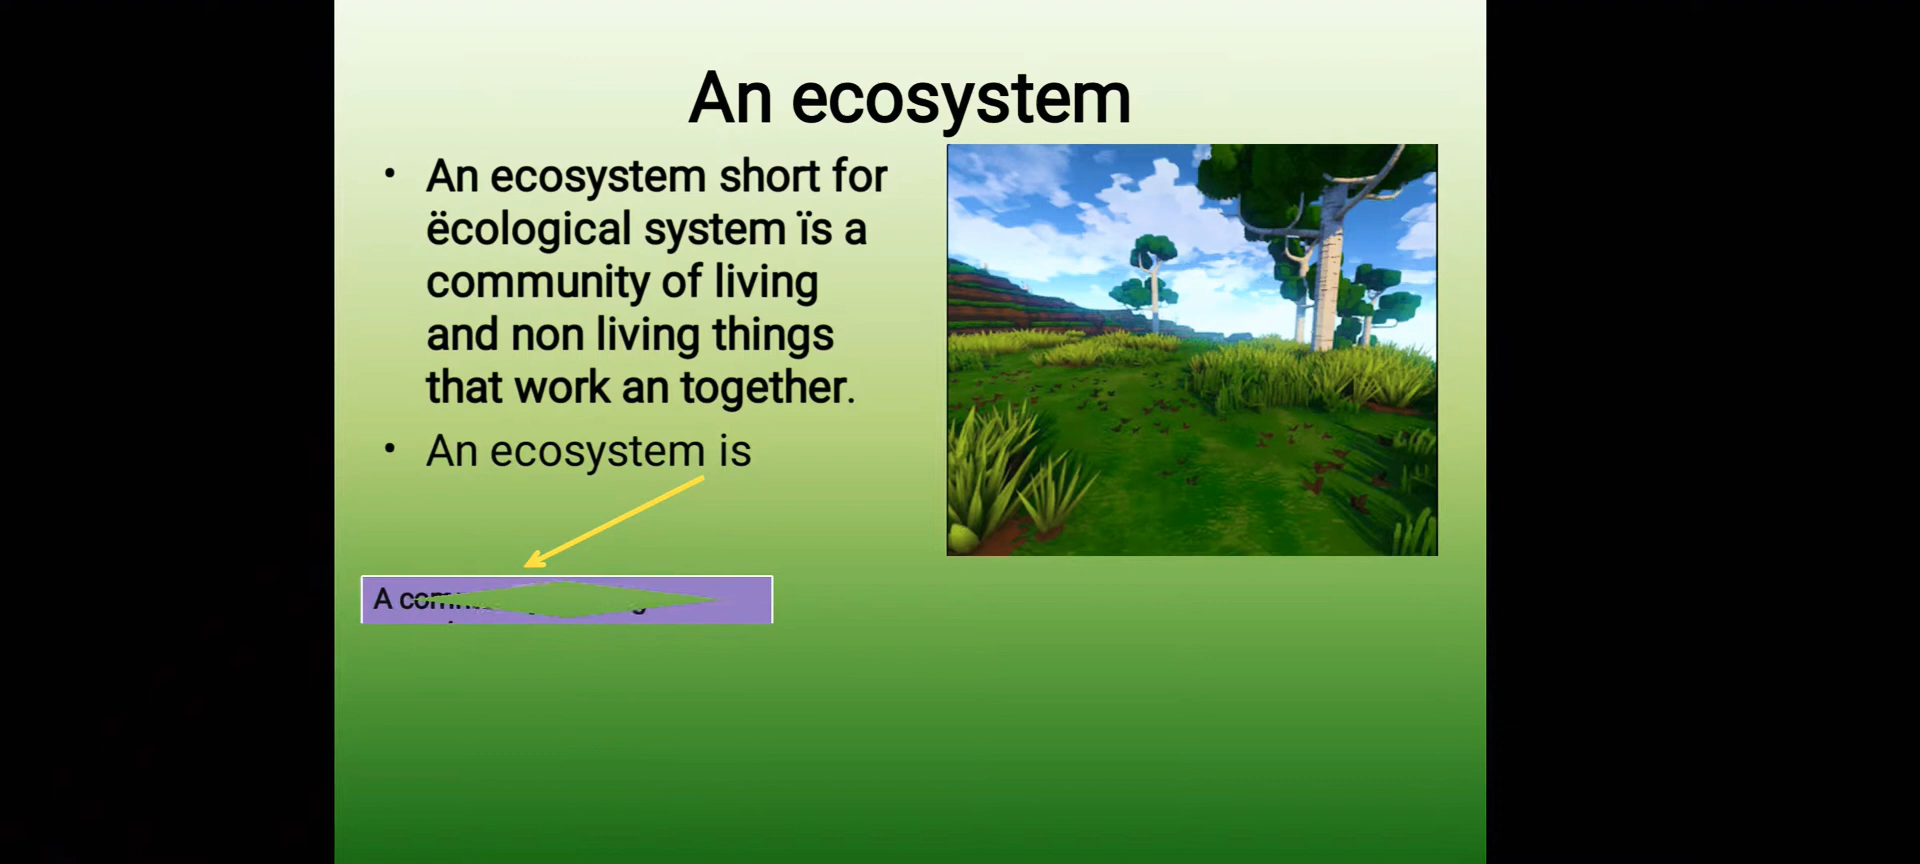 An ecosystem
• An ecosystem short for
ëcological system ïs a
community of living
and non living things
that work an together.
• An ecosystem is
A